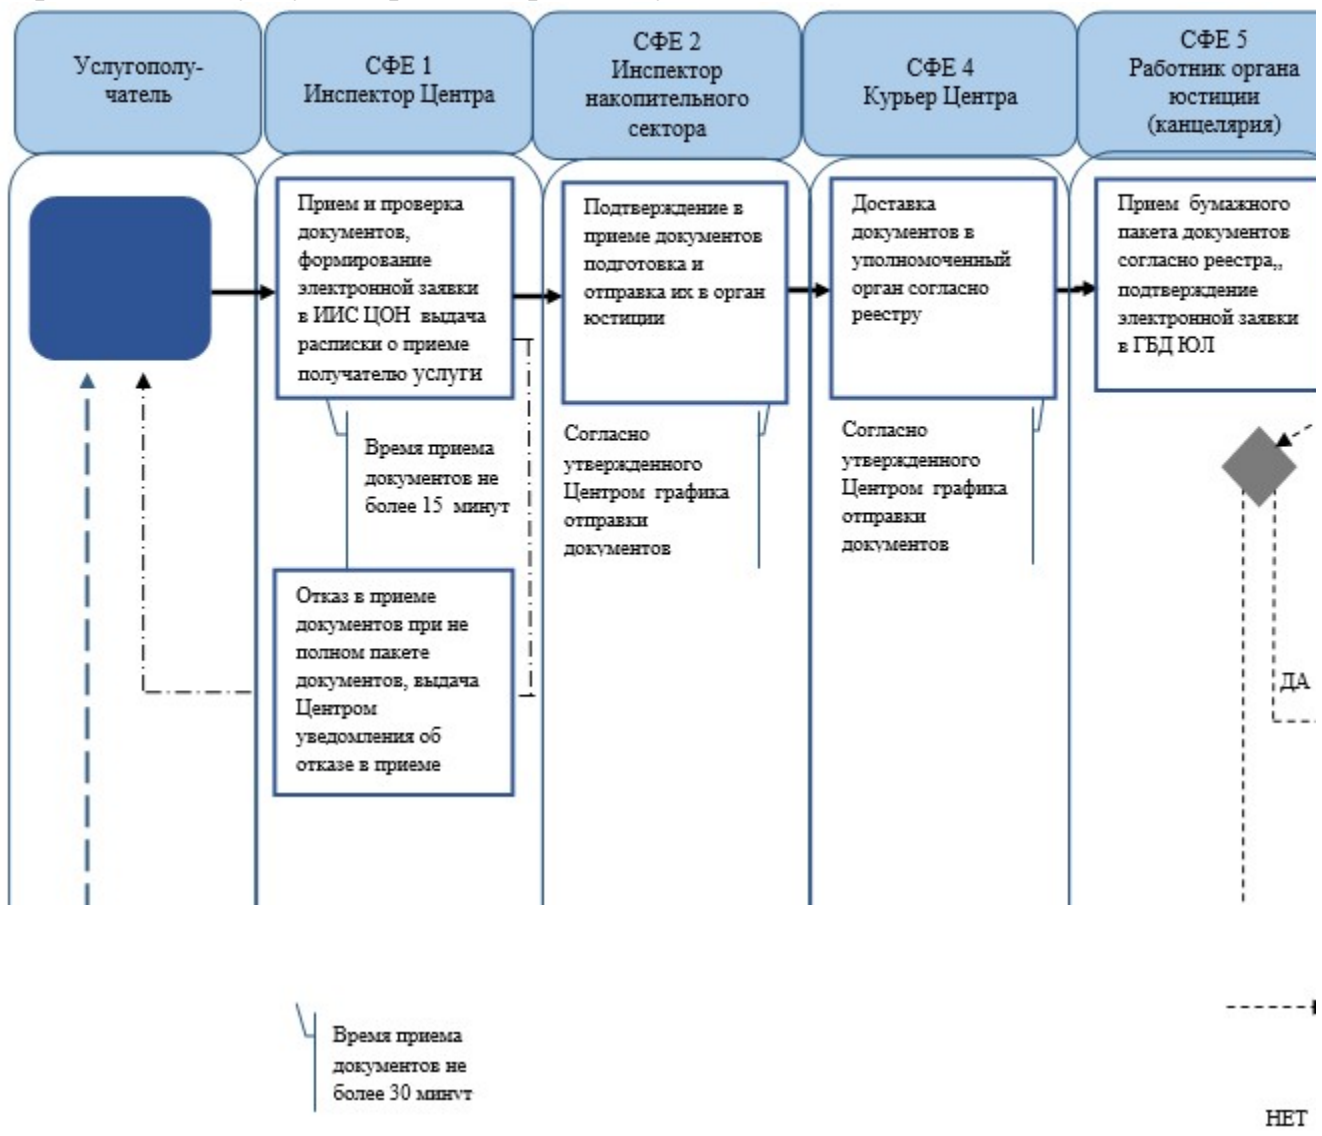 Услугополу-
чатель
СФЕ 1
Инспектор Центра
СФЕ 2
Инспектор
накопительного
сектора
СФЕ 4
Курьер Центра
СФЕ 5
Работник органа
юстиции
(канцелярия)
Прием и проверка
документов,
формирование
электронной заявки
в ИИС ЦОН выдача
расписки о приеме
получателю услуги
Подтверждение в
приеме документов
подготовка и
отправка их в орган
юстиции
Доставка
документов в
уполномоченный
орган согласно
реестру
Прием бумажного
пакета документов
согласно реестра,,
подтверждение
электронной заявки
в ГБД ЮЛ
Время приема
документов не
более 15 минут
Согласно
утвержденного
Центром графика
отправки
документов
Согласно
утвержденного
Центром графика
отправки
документов
Отказ в приеме
документов при не
полном пакете
документов, выдача
Центром
уведомления об
отказе в приеме
ДА
Время приема
документов не
более 30 минут
НЕТ